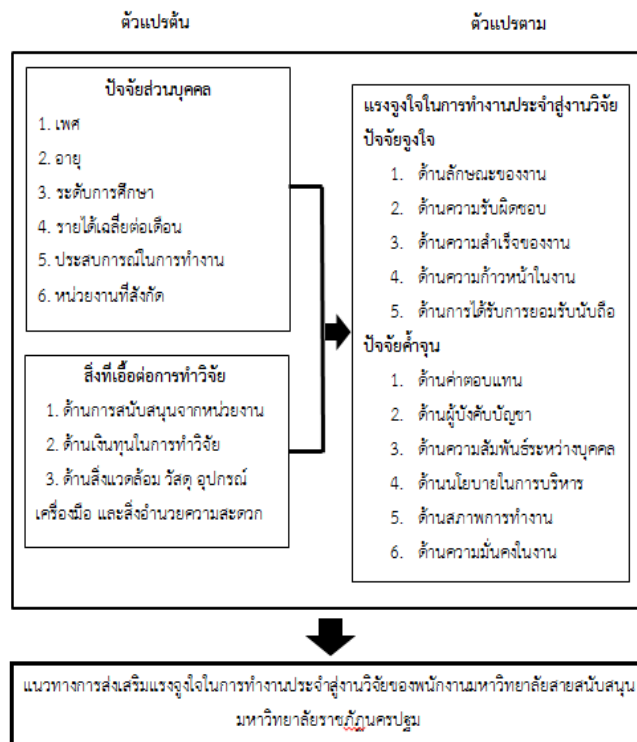 ตัวแปรต้น
ตัวแปรตาม
ปัจจัยส่วนบุคคล
1. เพศ
2. อายุ
3. ระดับการศึกษา
4. รายได้เฉลี่ยต่อเดือน
5. ประสบการณ์ในการทำงาน
6. หน่วยงานที่สังกัด
สิ่งที่เอื้อต่อการทำวิจัย
1. ด้านการสนับสนุนจากหน่วยงาน
2. ด้านเงินทุนในการทำวิจัย
3. ด้านสิ่งแวดล้อม วัสดุ อุปกรณ์
เครื่องมือ และสิ่งอำนวยความสะดวก
แรงจูงใจในการทำงานประจำสู่งานวิจัย
ปัจจัยจูงใจ
1. ด้านลักษณะของงาน
2. ด้านความรับผิดชอบ
3. ด้านความสำเร็จของงาน
4. ด้านความก้าวหน้าในงาน
5. ด้านการได้รับการยอมรับนับถือ
ปัจจัยค้ำจุน
1. ด้านค่าตอบแทน
2. ด้านผู้บังคับบัญชา
3. ด้านความสัมพันธ์ระหว่างบุคคล
4. ด้านนโยบายในการบริหาร
5. ด้านสภาพการทำงาน
6. ด้านความมั่นคงในงาน
แนวทางการส่งเสริมแรงจูงใจในการทำงานประจำสู่งานวิจัยของพนักงานมหาวิทยาลัยสายสนับสนุน
มหาวิทยาลัยราชภัฏนครปฐม